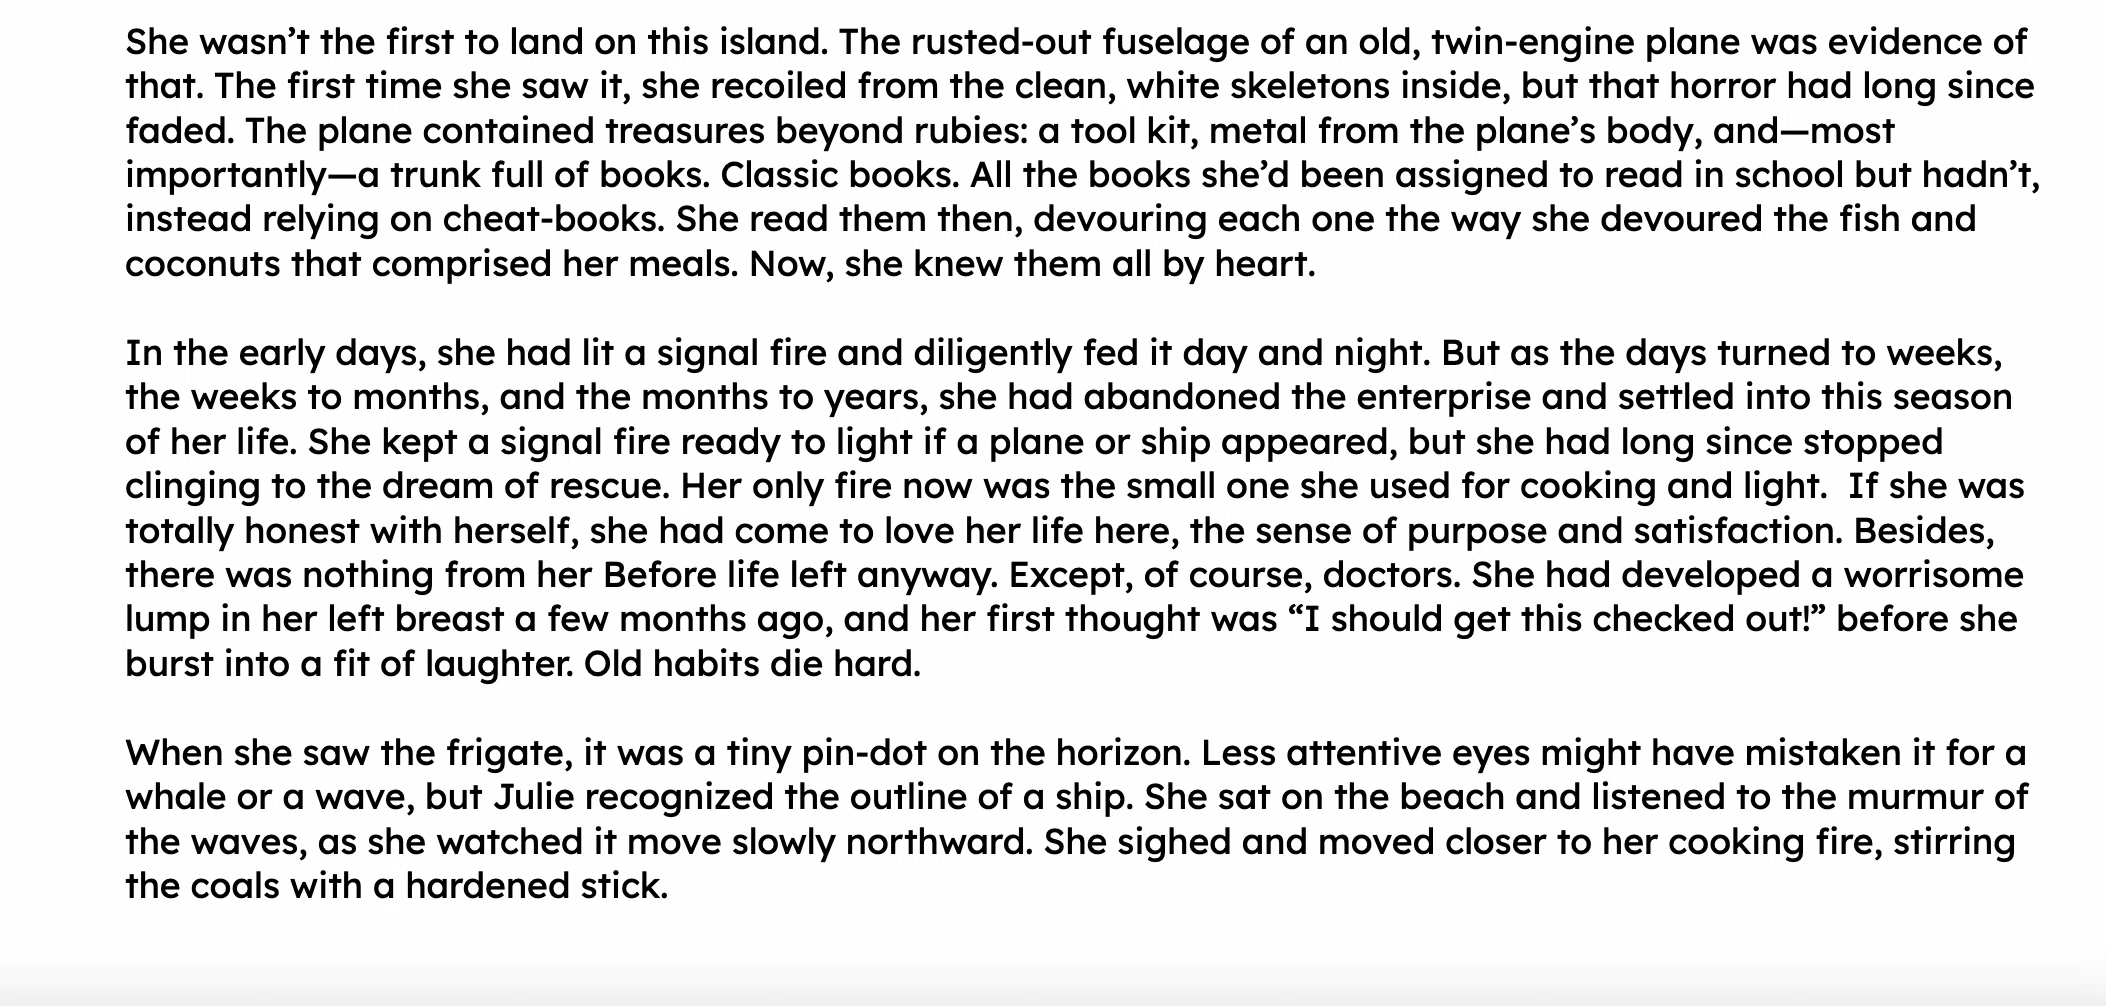 She wasn’t the first to land on this island. The rusted-out fuselage of an old, twin-engine plane was evidence of
that. The first time she saw it, she recoiled from the clean, white skeletons inside, but that horror had long since
faded. The plane contained treasures beyond rubies: a tool kit, metal from the plane’s body, and—most
importantly—a trunk full of books. Classic books. All the books she’d been assigned to read in school but hadn’t,
instead relying on cheat-books. She read them then, devouring each one the way she devoured the fish and
coconuts that comprised her meals. Now, she knew them all by heart.

In the early days, she had lit a signal fire and diligently fed it day and night. But as the days turned to weeks,
the weeks to months, and the months to years, she had abandoned the enterprise and settled into this season
of her life. She kept a signal fire ready to light if a plane or ship appeared, but she had long since stopped
clinging to the dream of rescue. Her only fire now was the small one she used for cooking and light.  If she was
totally honest with herself, she had come to love her life here, the sense of purpose and satisfaction. Besides,
there was nothing from her Before life left anyway. Except, of course, doctors. She had developed a worrisome
lump in her left breast a few months ago, and her first thought was “I should get this checked out!” before she
burst into a fit of laughter. Old habits die hard.

When she saw the frigate, it was a tiny pin-dot on the horizon. Less attentive eyes might have mistaken it for a
whale or a wave, but Julie recognized the outline of a ship. She sat on the beach and listened to the murmur of
the waves, as she watched it move slowly northward. She sighed and moved closer to her cooking fire, stirring
the coals with a hardened stick.